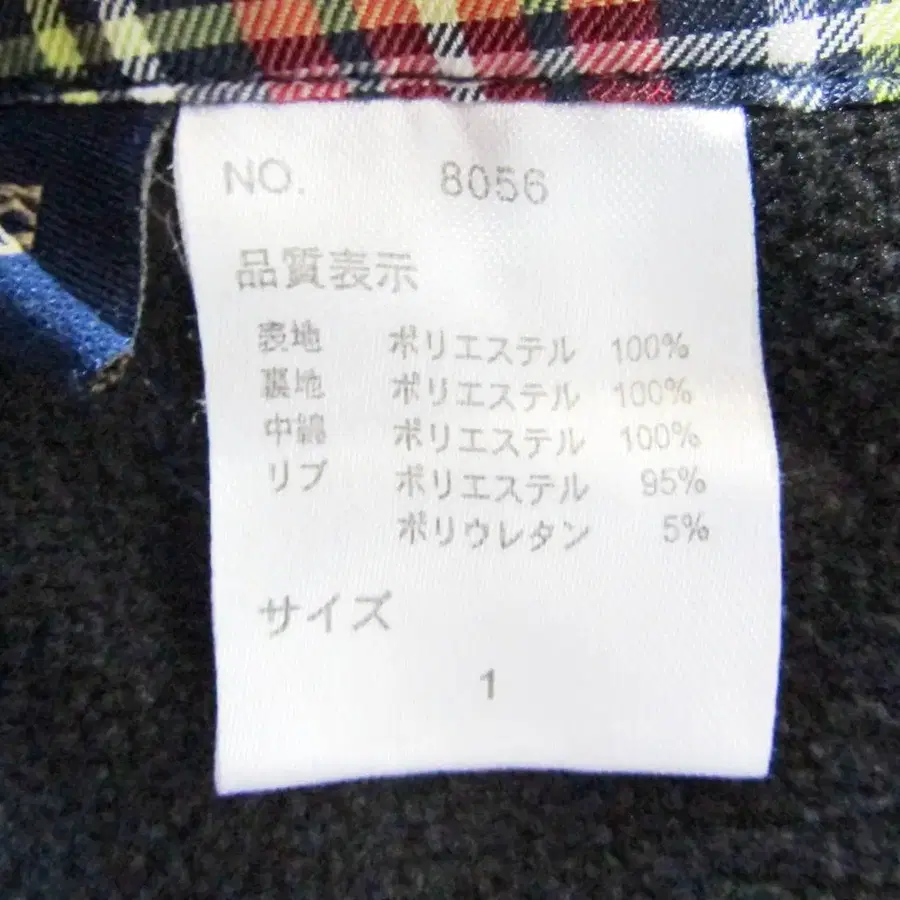 NO. 8056
品質表示
表地 ポリエステル 100%
裏地 ポリエステル 100%
中綿 ポリエステル 100%
リブ ポリエステル 95%
ポリウレタン 5%
サイズ
1